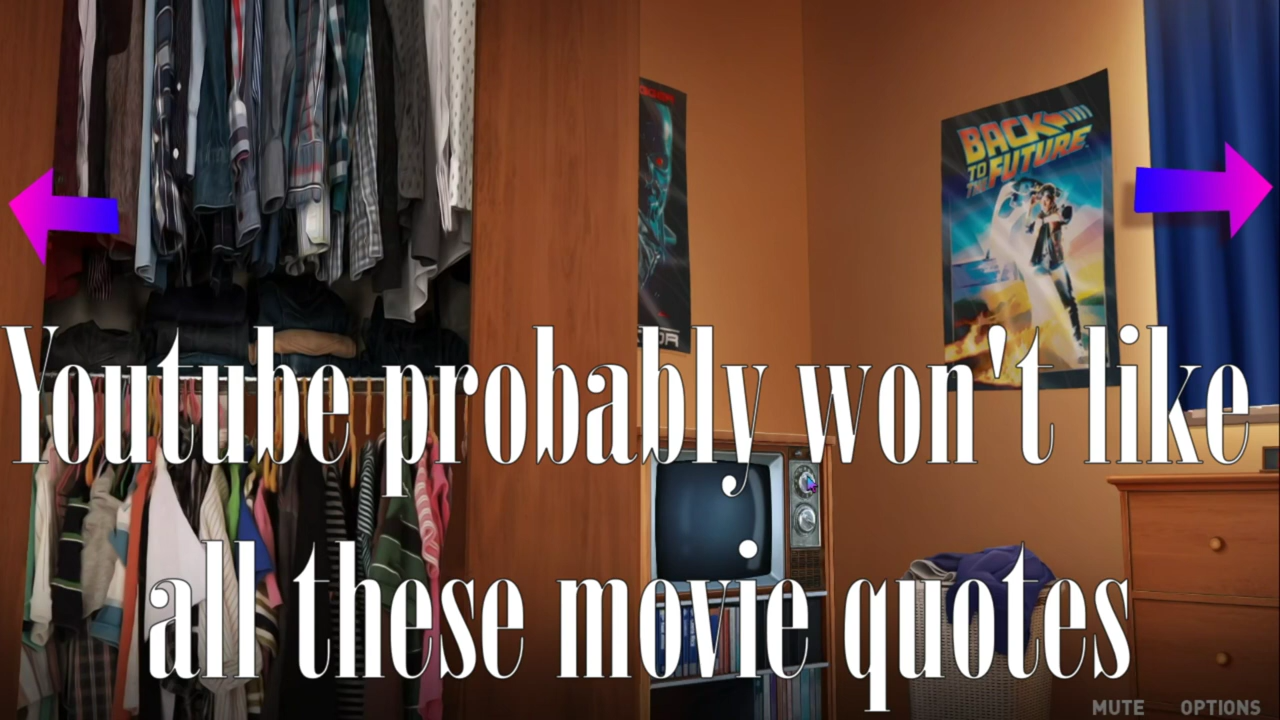 BACK
TO
THE FUTURE
Youtube probably won't like
all these movie quotes
MUTE OPTIONS